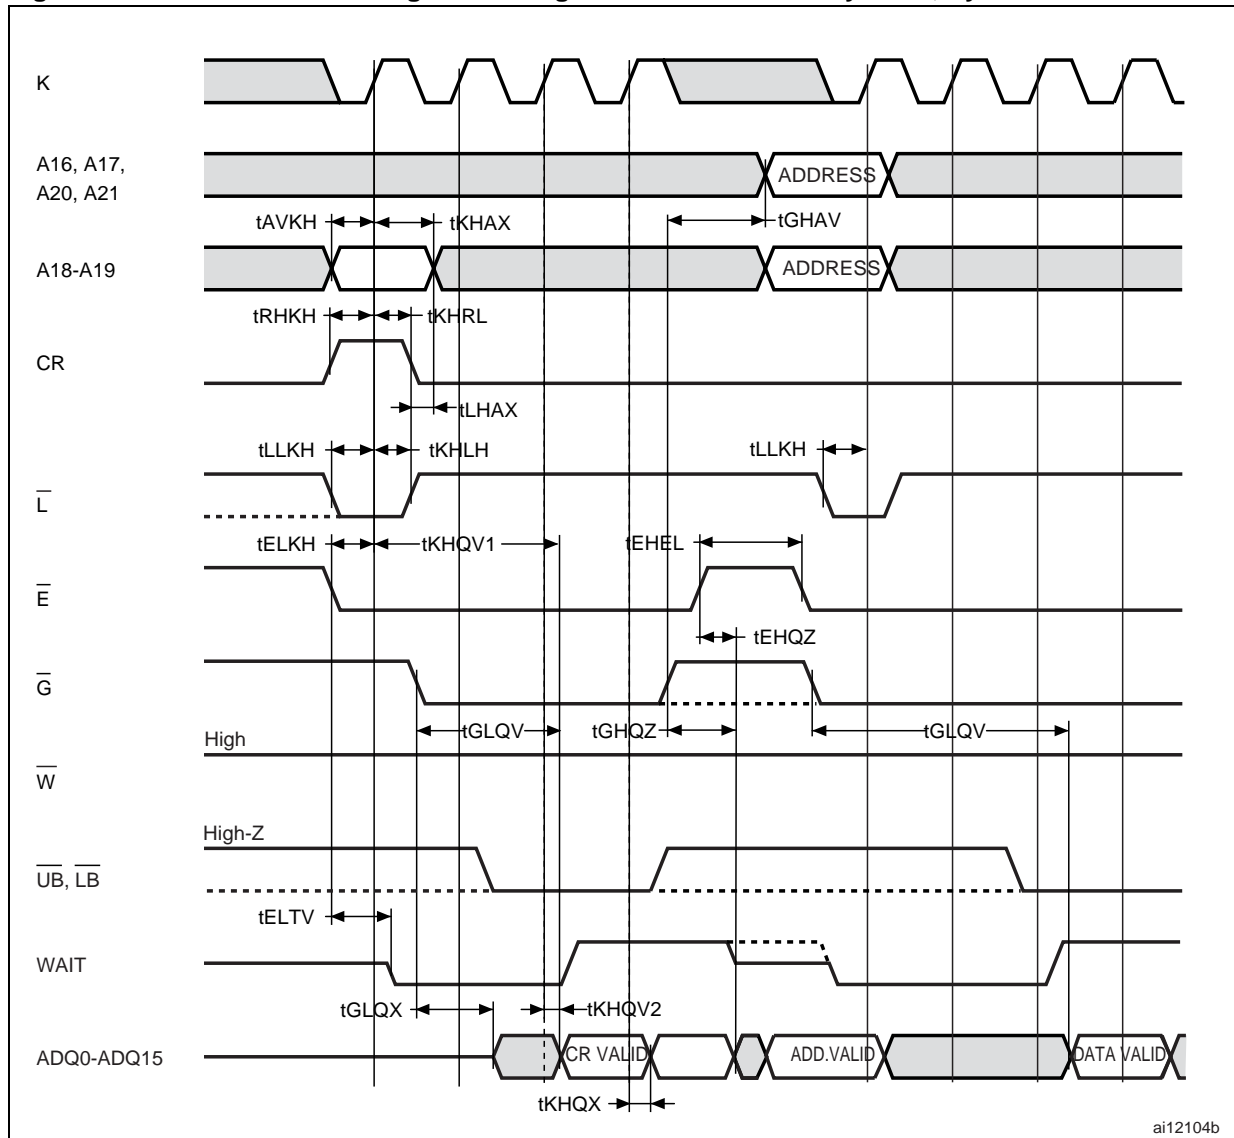 K
A16, A17,
A20, A21
ADDRESS
tAVKH
tKHAX
tGHAV
A18-A19
ADDRESS
tRHKH
tKHRL
CR
tLHAX
tLLKH
tKHLH
tLLKH
L
tELKH
tKHQV1
tEHEL
E
tEHQZ
G
tGLQV
tGHQZ
tGLQV
High
W
High-Z
UB, LB
tELTV
WAIT
tGLQX
tKHQV2
ADQ0-ADQ15
CR VALID
ADD.VALID
DATA VALID
tKHQX
ai12104b